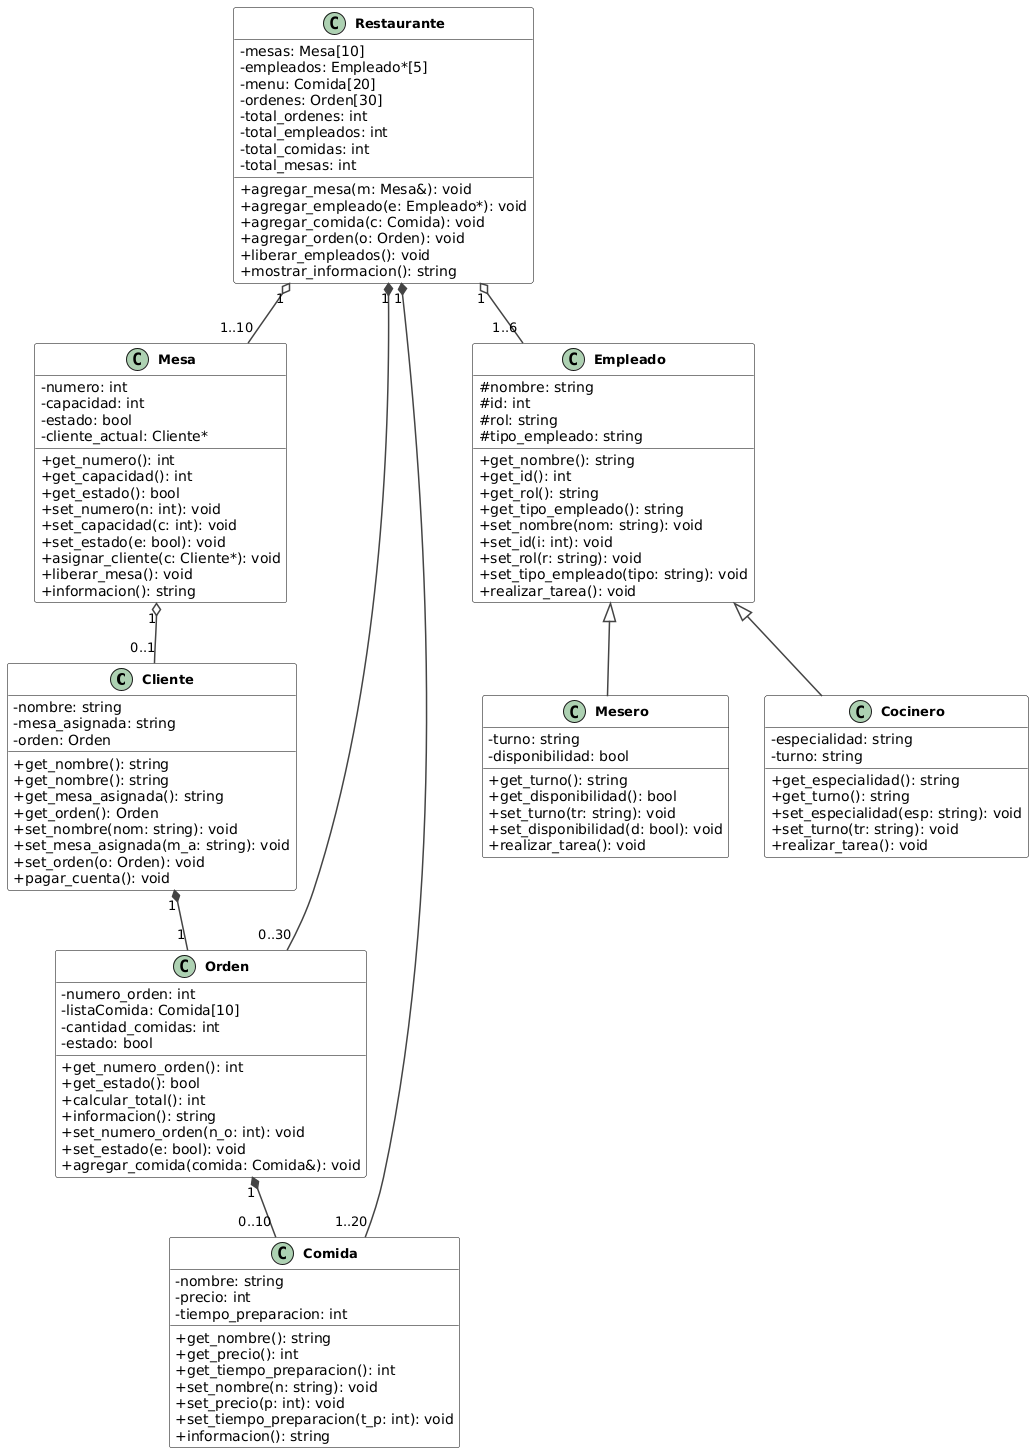 C Restaurante
-mesas: Mesa[10]
-empleados: Empleado*[5]
-menu: Comida[20]
-ordenes: Orden[30]
-total_ordenes: int
-total_empleados: int
-total_comidas: int
-total_mesas: int
+agregar_mesa(m: Mesa&): void
+agregar_empleado(e: Empleado*): void
+agregar_comida(c: Comida): void
+agregar_orden(o: Orden): void
+liberar_empleados(): void
+mostrar_informacion(): string
1
1
1
1
1..10
1..6
C Mesa
-numero: int
-capacidad: int
-estado: bool
-cliente_actual: Cliente*
+get_numero(): int
+get_capacidad(): int
+get_estado(): bool
+set_numero(n: int): void
+set_capacidad(c: int): void
+set_estado(e: bool): void
+asignar_cliente(c: Cliente*): void
+liberar_mesa(): void
+informacion(): string
C Empleado
#nombre: string
#id: int
#rol: string
#tipo_empleado: string
+get_nombre(): string
+get_id(): int
+get_rol(): string
+get_tipo_empleado(): string
+set_nombre(nom: string): void
+set_id(i: int): void
+set_rol(r: string): void
+set_tipo_empleado(tipo: string): void
+realizar_tarea(): void
1
0..1
C Cliente
-nombre: string
-mesa_asignada: string
-orden: Orden
+get_nombre(): string
+get_nombre(): string
+get_mesa_asignada(): string
+get_orden(): Orden
+set_nombre(nom: string): void
+set_mesa_asignada(m_a: string): void
+set_orden(o: Orden): void
+pagar_cuenta(): void
C Mesero
-turno: string
-disponibilidad: bool
+get_turno(): string
+get_disponibilidad(): bool
+set_turno(tr: string): void
+set_disponibilidad(d: bool): void
+realizar_tarea(): void
C Cocinero
-especialidad: string
-turno: string
+get_especialidad(): string
+get_turno(): string
+set_especialidad(esp: string): void
+set_turno(tr: string): void
+realizar_tarea(): void
1
1
0..30
C Orden
-numero_orden: int
-listaComida: Comida[10]
-cantidad_comidas: int
-estado: bool
+get_numero_orden(): int
+get_estado(): bool
+calcular_total(): int
+informacion(): string
+set_numero_orden(n_o: int): void
+set_estado(e: bool): void
+agregar_comida(comida: Comida&): void
1
0..10
1..20
C Comida
-nombre: string
-precio: int
-tiempo_preparacion: int
+get_nombre(): string
+get_precio(): int
+get_tiempo_preparacion(): int
+set_nombre(n: string): void
+set_precio(p: int): void
+set_tiempo_preparacion(t_p: int): void
+informacion(): string